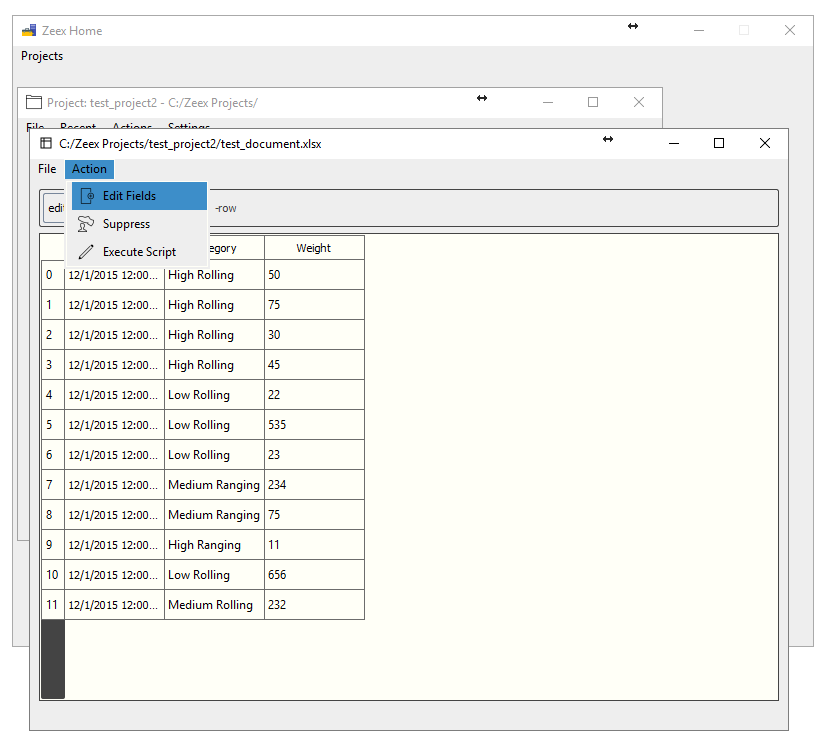 Zeex Home
Projects
Project: test_project2 - C:/Zeex Projects/
File Recent Actions Settings
C:/Zeex Projects/test_project2/test_document.xlsx
File Action
edit -row
Edit Fields
Suppress
Execute Script
egory Weight
0 12/1/2015 12:00... High Rolling 50
1 12/1/2015 12:00... High Rolling 75
2 12/1/2015 12:00... High Rolling 30
3 12/1/2015 12:00... High Rolling 45
4 12/1/2015 12:00... Low Rolling 22
5 12/1/2015 12:00... Low Rolling 535
6 12/1/2015 12:00... Low Rolling 23
7 12/1/2015 12:00... Medium Ranging 234
8 12/1/2015 12:00... Medium Ranging 75
9 12/1/2015 12:00... High Ranging 11
10 12/1/2015 12:00... Low Rolling 656
11 12/1/2015 12:00... Medium Rolling 232